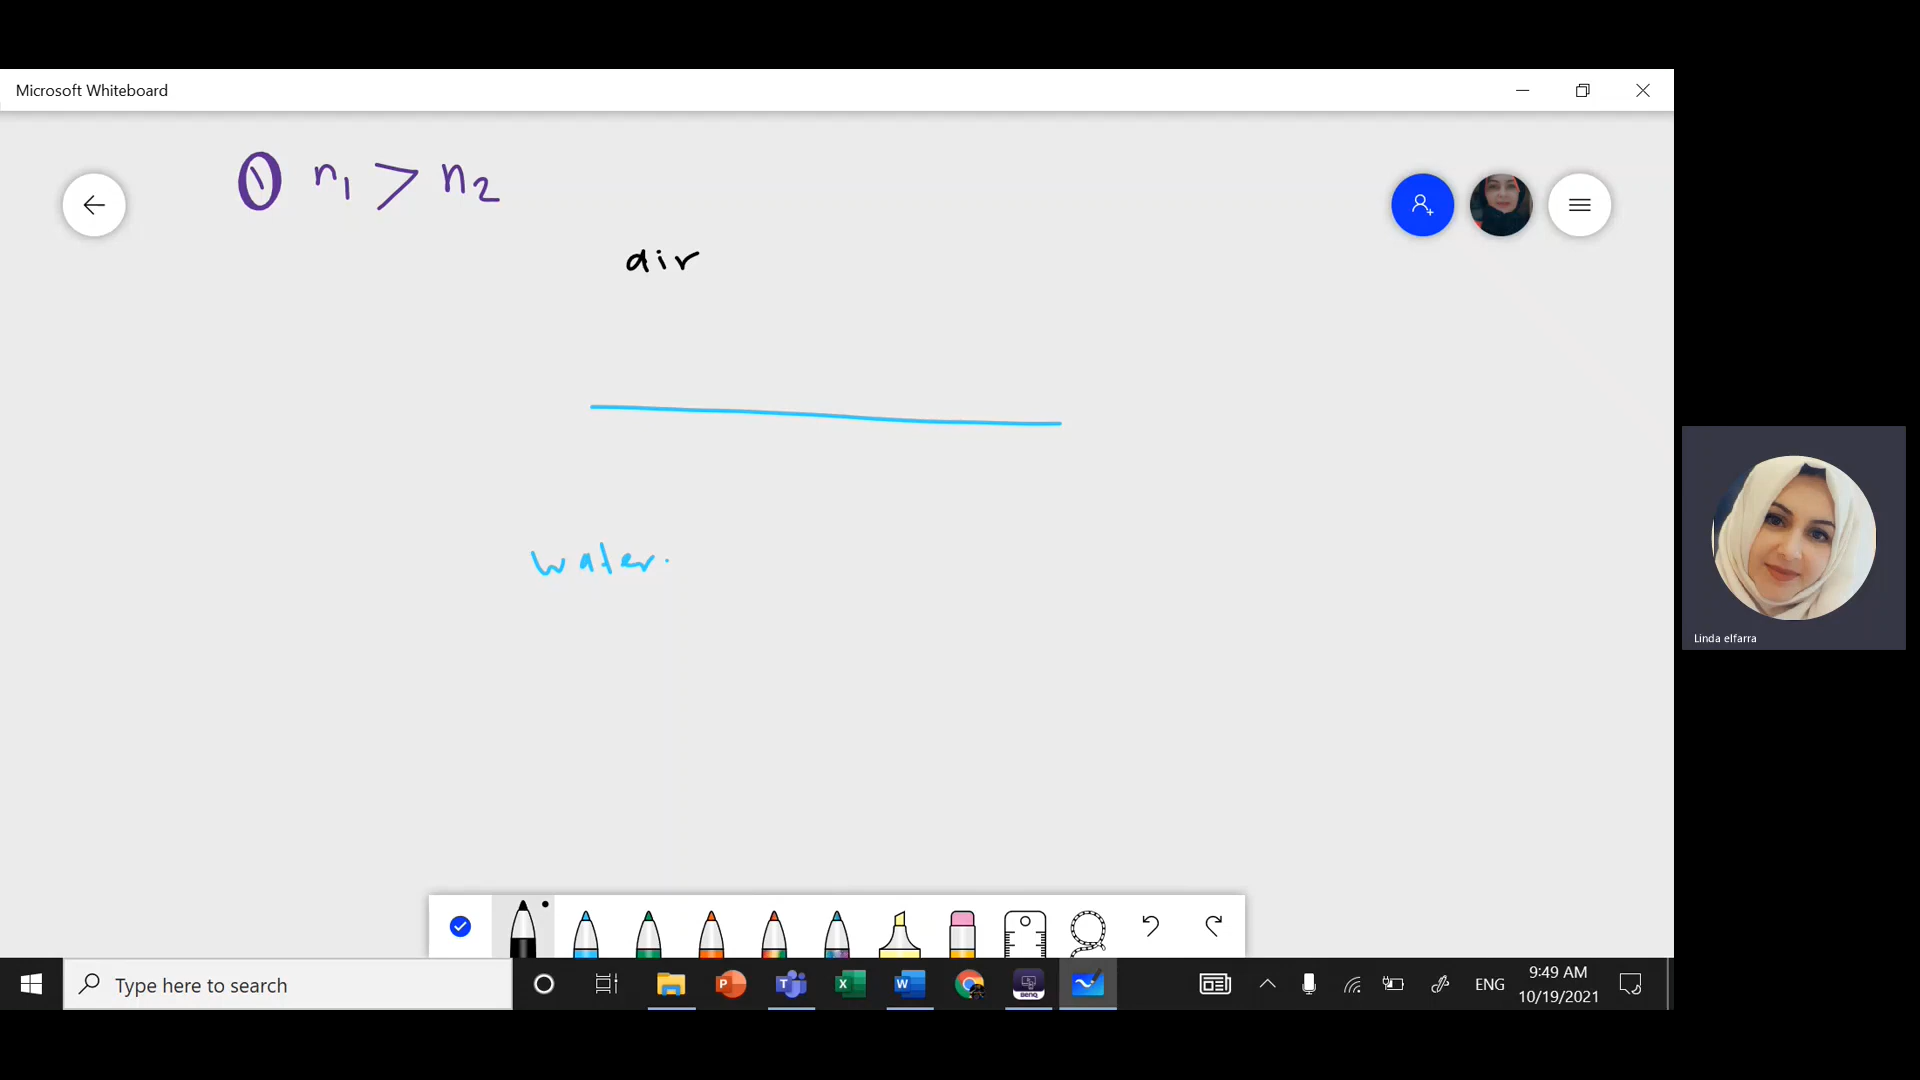 Microsoft Whiteboard
① n₁ > n₂
air
water.
Linda elfarra
Type here to search
ENG
9:49 AM
10/19/2021
BenQ